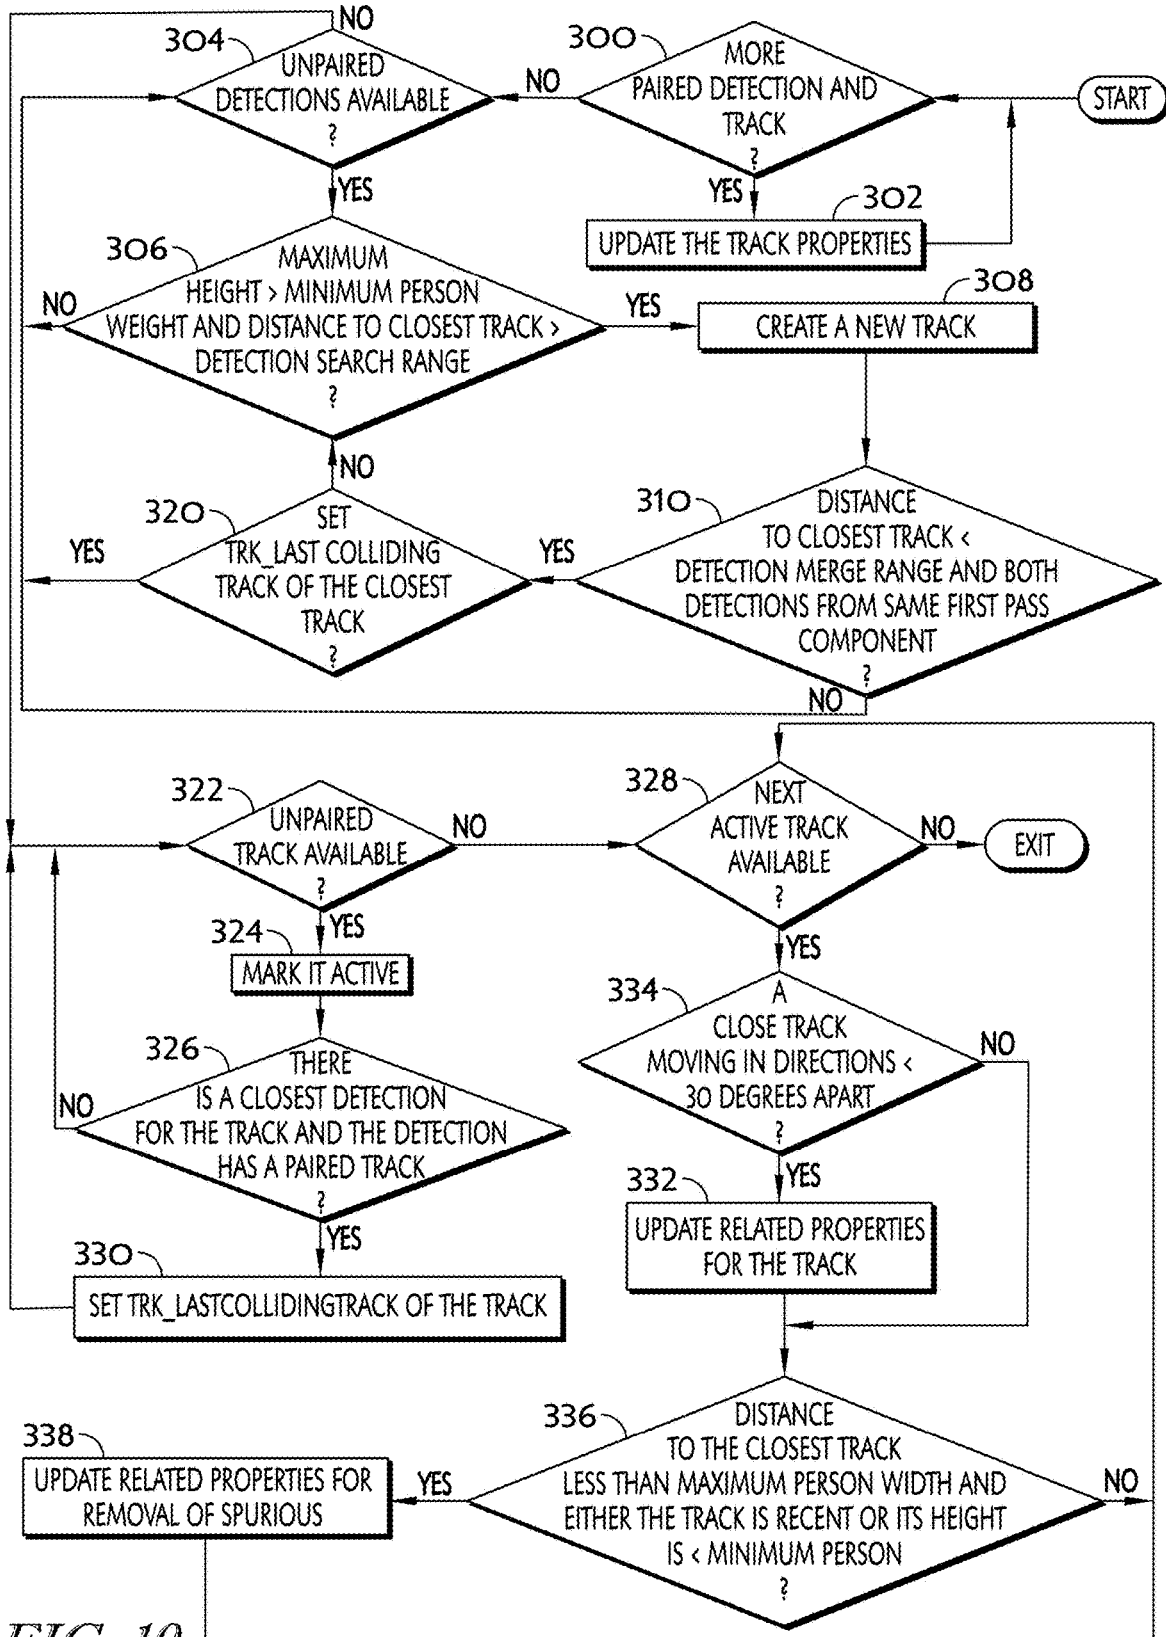 NO
304
UNPAIRED
DETECTIONS AVAILABLE
?
YES
300
MORE
PAIRED DETECTION AND
TRACK
?
NO
START
YES
302
UPDATE THE TRACK PROPERTIES
306
MAXIMUM
HEIGHT > MINIMUM PERSON
WEIGHT AND DISTANCE TO CLOSEST TRACK >
DETECTION SEARCH RANGE
?
NO
YES
308
CREATE A NEW TRACK
NO
320
SET
TRK_LAST COLLIDING
TRACK OF THE CLOSEST
TRACK
?
YES
YES
310
DISTANCE
TO CLOSEST TRACK <
DETECTION MERGE RANGE AND BOTH
DETECTIONS FROM SAME FIRST PASS
COMPONENT
?
NO
322
UNPAIRED
TRACK AVAILABLE
?
NO
YES
328
NEXT
ACTIVE TRACK
AVAILABLE
?
NO
EXIT
YES
324
MARK IT ACTIVE
326
THERE
IS A CLOSEST DETECTION
FOR THE TRACK AND THE DETECTION
HAS A PAIRED TRACK
?
NO
YES
330
SET TRK_LASTCOLLIDINGTRACK OF THE TRACK
334
A
CLOSE TRACK
MOVING IN DIRECTIONS <
30 DEGREES APART
?
NO
YES
332
UPDATE RELATED PROPERTIES
FOR THE TRACK
336
DISTANCE
TO THE CLOSEST TRACK
LESS THAN MAXIMUM PERSON WIDTH AND
EITHER THE TRACK IS RECENT OR ITS HEIGHT
IS < MINIMUM PERSON
?
YES
NO
338
UPDATE RELATED PROPERTIES FOR
REMOVAL OF SPURIOUS
FIG. 19